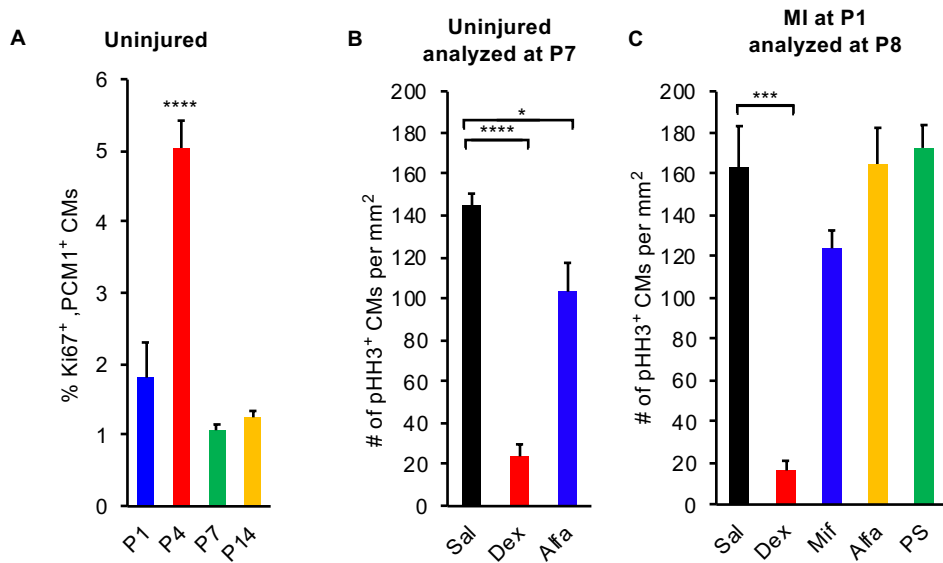 A
Uninjured
% Ki67+ ,PCM1+ CMs
6
5
4
3
2
1
0
****
P1
P4
P7
P14
B
Uninjured
analyzed at P7
# of pHH3+ CMs per mm2
200
180
160
140
120
100
80
60
40
20
0
*
****
Sal
Dex
Alfa
C
MI at P1
analyzed at P8
# of pHH3+ CMs per mm2
200
180
160
140
120
100
80
60
40
20
0
***
Sal
Dex
Mif
Alfa
PS